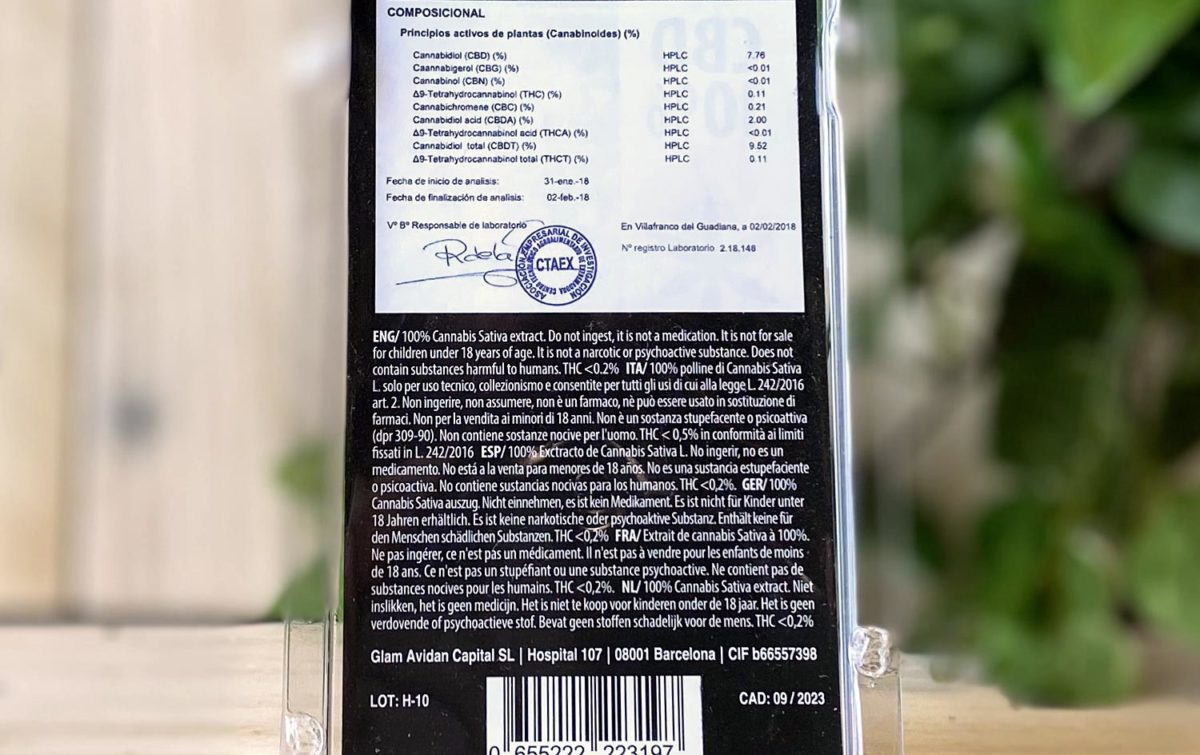 COMPOSICIONAL
Principios activos de plantas (Canabinoides) (%)
Cannabidiol (CBD) (%) HPLC 7.76
Caannabigerol (CBG) (%) HPLC <0.01
Cannabinol (CBN) (%) HPLC <0.01
Δ9-Tetrahydrocannabinol (THC) (%) HPLC 0.11
Cannabichromene (CBC) (%) HPLC 0.21
Cannabidiol acid (CBDA) (%) HPLC 2.00
Δ9-Tetrahydrocannabinol acid (THCA) (%) HPLC <0.01
Cannabidiol total (CBDT) (%) HPLC 9.52
Δ9-Tetrahydrocannabinol total (THCT) (%) HPLC 0.11
Fecha de inicio de analisis: 31-ene.-18
Fecha de finalización de analisis: 02-feb.-18
Vº Bº Responsable de laboratorio
En Villafranco del Guadiana, a 02/02/2018
Nº registro Laboratorio 2.18.148
ASOCIACIÓN EMPRESARIAL DE INVESTIGACIÓN
CENTRO TECNOLÓGICO AGROALIMENTARIO DE EXTREMADURA
CTAEX
ENG/ 100% Cannabis Sativa extract. Do not ingest, it is not a medication. It is not for sale
for children under 18 years of age. It is not a narcotic or psychoactive substance. Does not
contain substances harmful to humans. THC <0.2% ITA/ 100% polline di Cannabis Sativa
L. solo per uso tecnico, collezionismo e consentite per tutti gli usi di cui alla legge L. 242/2016
art. 2. Non ingerire, non assumere, non è un farmaco, nè può essere usato in sostituzione di
farmaci. Non per la vendita ai minori di 18 anni. Non è un sostanza stupefacente o psicoattiva
(dpr 309-90). Non contiene sostanze nocive per l'uomo. THC < 0,5% in conformità ai limiti
fissati in L. 242/2016 ESP/ 100% Exctracto de Cannabis Sativa L. No ingerir, no es un
medicamento. No está a la venta para menores de 18 años. No es una sustancia estupefaciente
o psicoactiva. No contiene sustancias nocivas para los humanos. THC <0,2%. GER/ 100%
Cannabis Sativa auszug. Nicht einnehmen, es ist kein Medikament. Es ist nicht für Kinder unter
18 Jahren erhältlich. Es ist keine narkotische oder psychoaktive Substanz. Enthält keine für
den Menschen schädlichen Substanzen. THC <0,2% FRA/ Extrait de cannabis Sativa à 100%.
Ne pas ingérer, ce n'est pas un médicament. Il n'est pas à vendre pour les enfants de moins
de 18 ans. Ce n'est pas un stupéfiant ou une substance psychoactive. Ne contient pas de
substances nocives pour les humains. THC <0,2%. NL/ 100% Cannabis Sativa extract. Niet
inslikken, het is geen medicijn. Het is niet te koop voor kinderen onder de 18 jaar. Het is geen
verdovende of psychoactieve stof. Bevat geen stoffen schadelijk voor de mens. THC <0,2%
Glam Avidan Capital SL | Hospital 107 | 08001 Barcelona | CIF b66557398
LOT: H-10
CAD: 09 / 2023
0 655222 223197